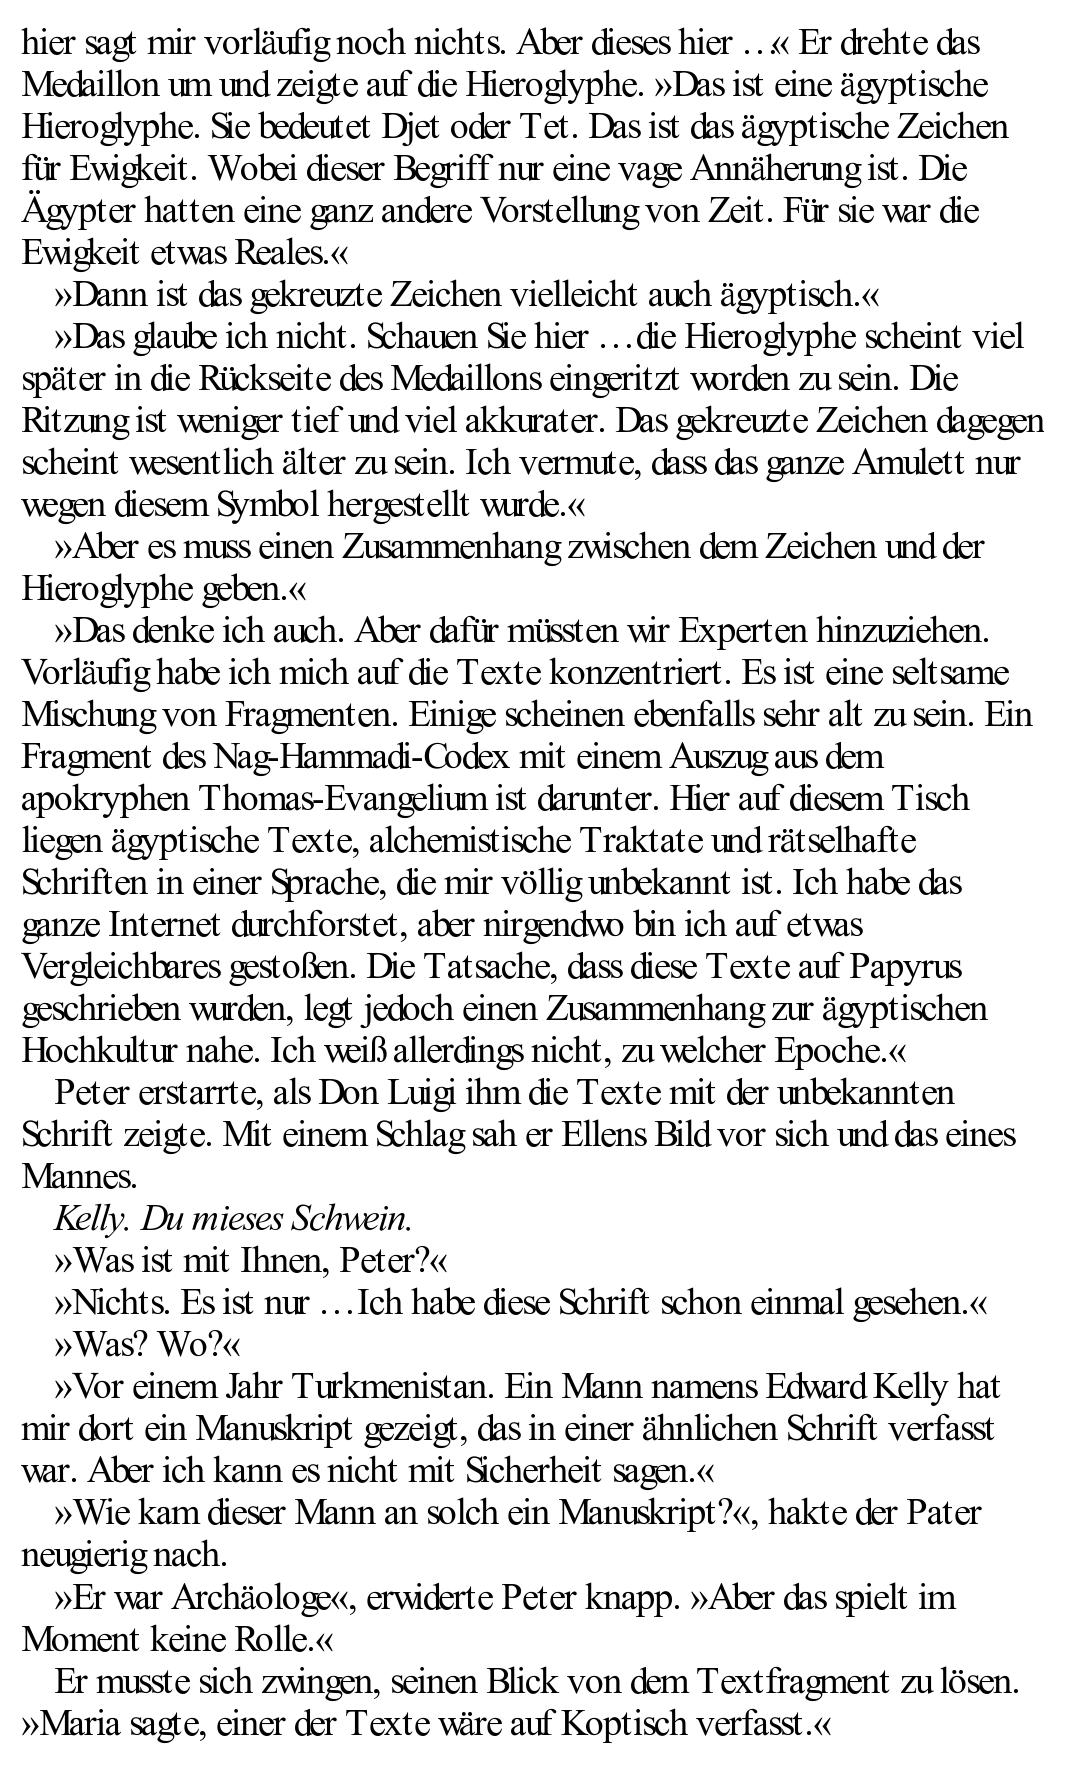 hier sagt mir vorläufig noch nichts. Aber dieses hier …« Er drehte das
Medaillon um und zeigte auf die Hieroglyphe. »Das ist eine ägyptische
Hieroglyphe. Sie bedeutet Djet oder Tet. Das ist das ägyptische Zeichen
für Ewigkeit. Wobei dieser Begriff nur eine vage Annäherung ist. Die
Ägypter hatten eine ganz andere Vorstellung von Zeit. Für sie war die
Ewigkeit etwas Reales.«
»Dann ist das gekreuzte Zeichen vielleicht auch ägyptisch.«
»Das glaube ich nicht. Schauen Sie hier … die Hieroglyphe scheint viel
später in die Rückseite des Medaillons eingeritzt worden zu sein. Die
Ritzung ist weniger tief und viel akkurater. Das gekreuzte Zeichen dagegen
scheint wesentlich älter zu sein. Ich vermute, dass das ganze Amulett nur
wegen diesem Symbol hergestellt wurde.«
»Aber es muss einen Zusammenhang zwischen dem Zeichen und der
Hieroglyphe geben.«
»Das denke ich auch. Aber dafür müssten wir Experten hinzuziehen.
Vorläufig habe ich mich auf die Texte konzentriert. Es ist eine seltsame
Mischung von Fragmenten. Einige scheinen ebenfalls sehr alt zu sein. Ein
Fragment des Nag-Hammadi-Codex mit einem Auszug aus dem
apokryphen Thomas-Evangelium ist darunter. Hier auf diesem Tisch
liegen ägyptische Texte, alchemistische Traktate und rätselhafte
Schriften in einer Sprache, die mir völlig unbekannt ist. Ich habe das
ganze Internet durchforstet, aber nirgendwo bin ich auf etwas
Vergleichbares gestoßen. Die Tatsache, dass diese Texte auf Papyrus
geschrieben wurden, legt jedoch einen Zusammenhang zur ägyptischen
Hochkultur nahe. Ich weiß allerdings nicht, zu welcher Epoche.«
Peter erstarrte, als Don Luigi ihm die Texte mit der unbekannten
Schrift zeigte. Mit einem Schlag sah er Ellens Bild vor sich und das eines
Mannes.
Kelly. Du mieses Schwein.
»Was ist mit Ihnen, Peter?«
»Nichts. Es ist nur … Ich habe diese Schrift schon einmal gesehen.«
»Was? Wo?«
»Vor einem Jahr Turkmenistan. Ein Mann namens Edward Kelly hat
mir dort ein Manuskript gezeigt, das in einer ähnlichen Schrift verfasst
war. Aber ich kann es nicht mit Sicherheit sagen.«
»Wie kam dieser Mann an solch ein Manuskript?«, hakte der Pater
neugierig nach.
»Er war Archäologe«, erwiderte Peter knapp. »Aber das spielt im
Moment keine Rolle.«
Er musste sich zwingen, seinen Blick von dem Textfragment zu lösen.
»Maria sagte, einer der Texte wäre auf Koptisch verfasst.«